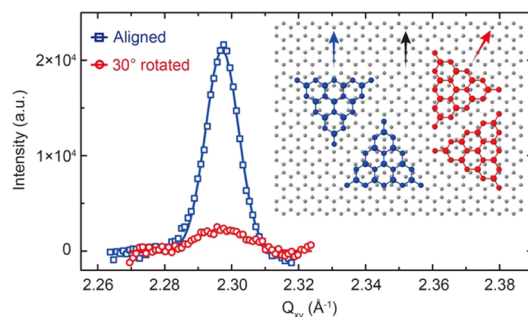 Intensity (a.u.)
2×10⁴
1×10⁴
0
Aligned
30° rotated
2.26 2.28 2.30 2.32 2.34 2.36 2.38
Qxy (Å⁻¹)